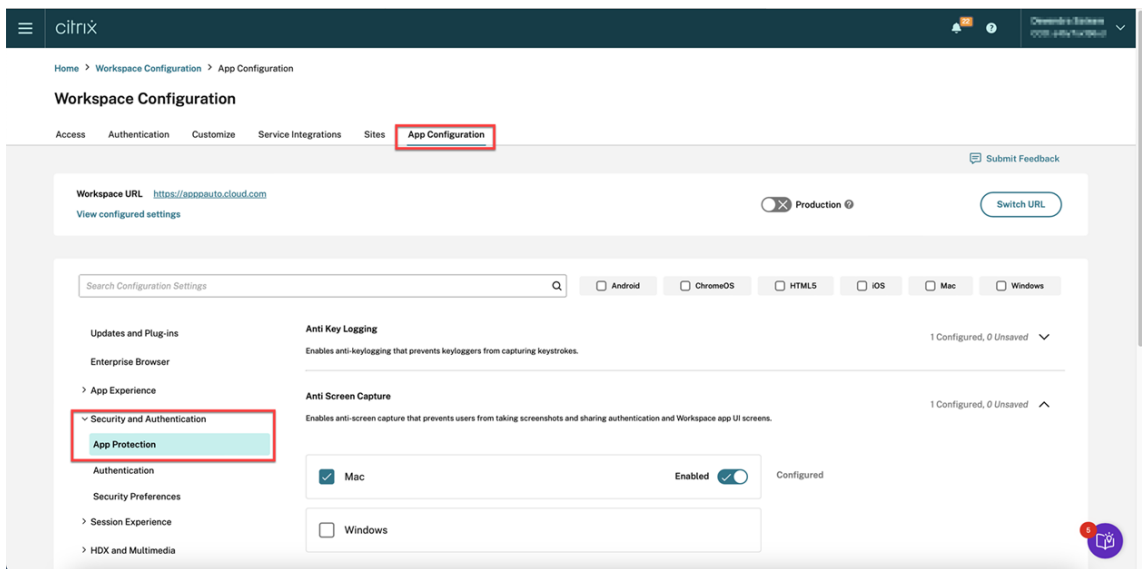 citrix
22
Home > Workspace Configuration > App Configuration
Workspace Configuration
Access Authentication Customize Service Integrations Sites App Configuration
Submit Feedback
Workspace URL https://apppauto.cloud.com
View configured settings
Production
Switch URL
Search Configuration Settings
Android ChromeOS HTML5 iOS Mac Windows
Updates and Plug-ins
Enterprise Browser
App Experience
Security and Authentication
App Protection
Authentication
Security Preferences
Session Experience
HDX and Multimedia
Anti Key Logging
1 Configured, 0 Unsaved
Enables anti-keylogging that prevents keyloggers from capturing keystrokes.
Anti Screen Capture
1 Configured, 0 Unsaved
Enables anti-screen capture that prevents users from taking screenshots and sharing authentication and Workspace app UI screens.
Mac Enabled Configured
Windows
5